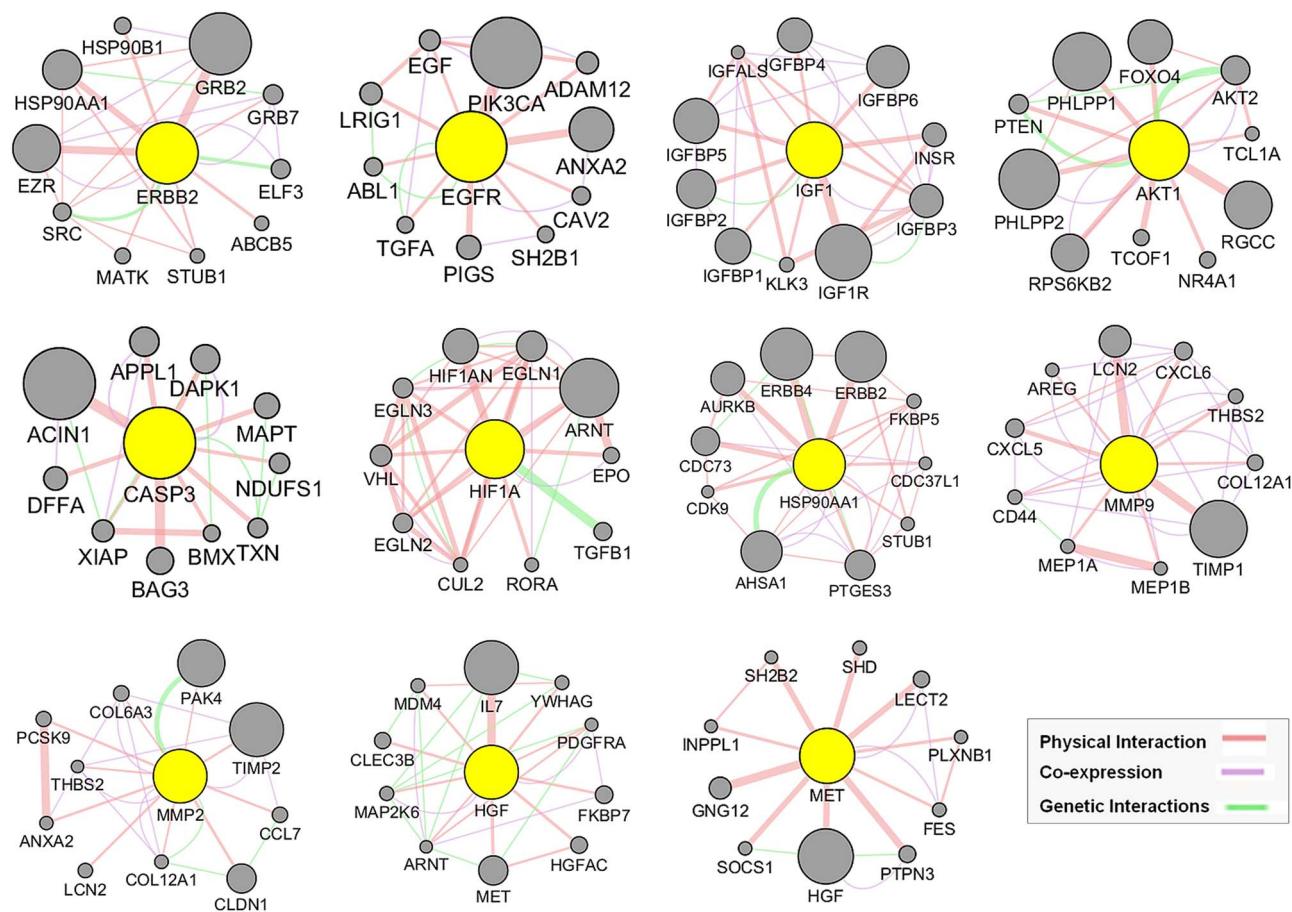 HSP90B1
GRB2
HSP90AA1
GRB7
EZR
ERBB2
ELF3
SRC
ABCB5
MATK
STUB1
EGF
PIK3CA
ADAM12
LRIG1
ANXA2
ABL1
EGFR
CAV2
TGFA
SH2B1
PIGS
IGFALS
IGFBP4
IGFBP6
IGFBP5
INSR
IGFBP2
IGF1
IGFBP3
IGFBP1
KLK3
IGF1R
PHLPP1
FOXO4
AKT2
PTEN
TCL1A
PHLPP2
AKT1
RGCC
TCOF1
RPS6KB2
NR4A1
APPL1
DAPK1
ACIN1
MAPT
CASP3
NDUFS1
DFFA
XIAP
BMX
TXN
BAG3
HIF1AN
EGLN1
EGLN3
ARNT
VHL
EPO
HIF1A
EGLN2
TGFB1
CUL2
RORA
ERBB4
ERBB2
AURKB
FKBP5
CDC73
CDC37L1
CDK9
HSP90AA1
STUB1
AHSA1
PTGES3
LCN2
CXCL6
AREG
THBS2
CXCL5
COL12A1
MMP9
CD44
MEP1A
TIMP1
MEP1B
PAK4
COL6A3
PCSK9
TIMP2
THBS2
MMP2
CCL7
ANXA2
LCN2
COL12A1
CLDN1
IL7
MDM4
YWHAG
PDGFRA
CLEC3B
MAP2K6
HGF
FKBP7
ARNT
HGFAC
MET
SHD
SH2B2
LECT2
INPPL1
PLXNB1
MET
GNG12
FES
SOCS1
PTPN3
HGF
Physical Interaction
Co-expression
Genetic Interactions